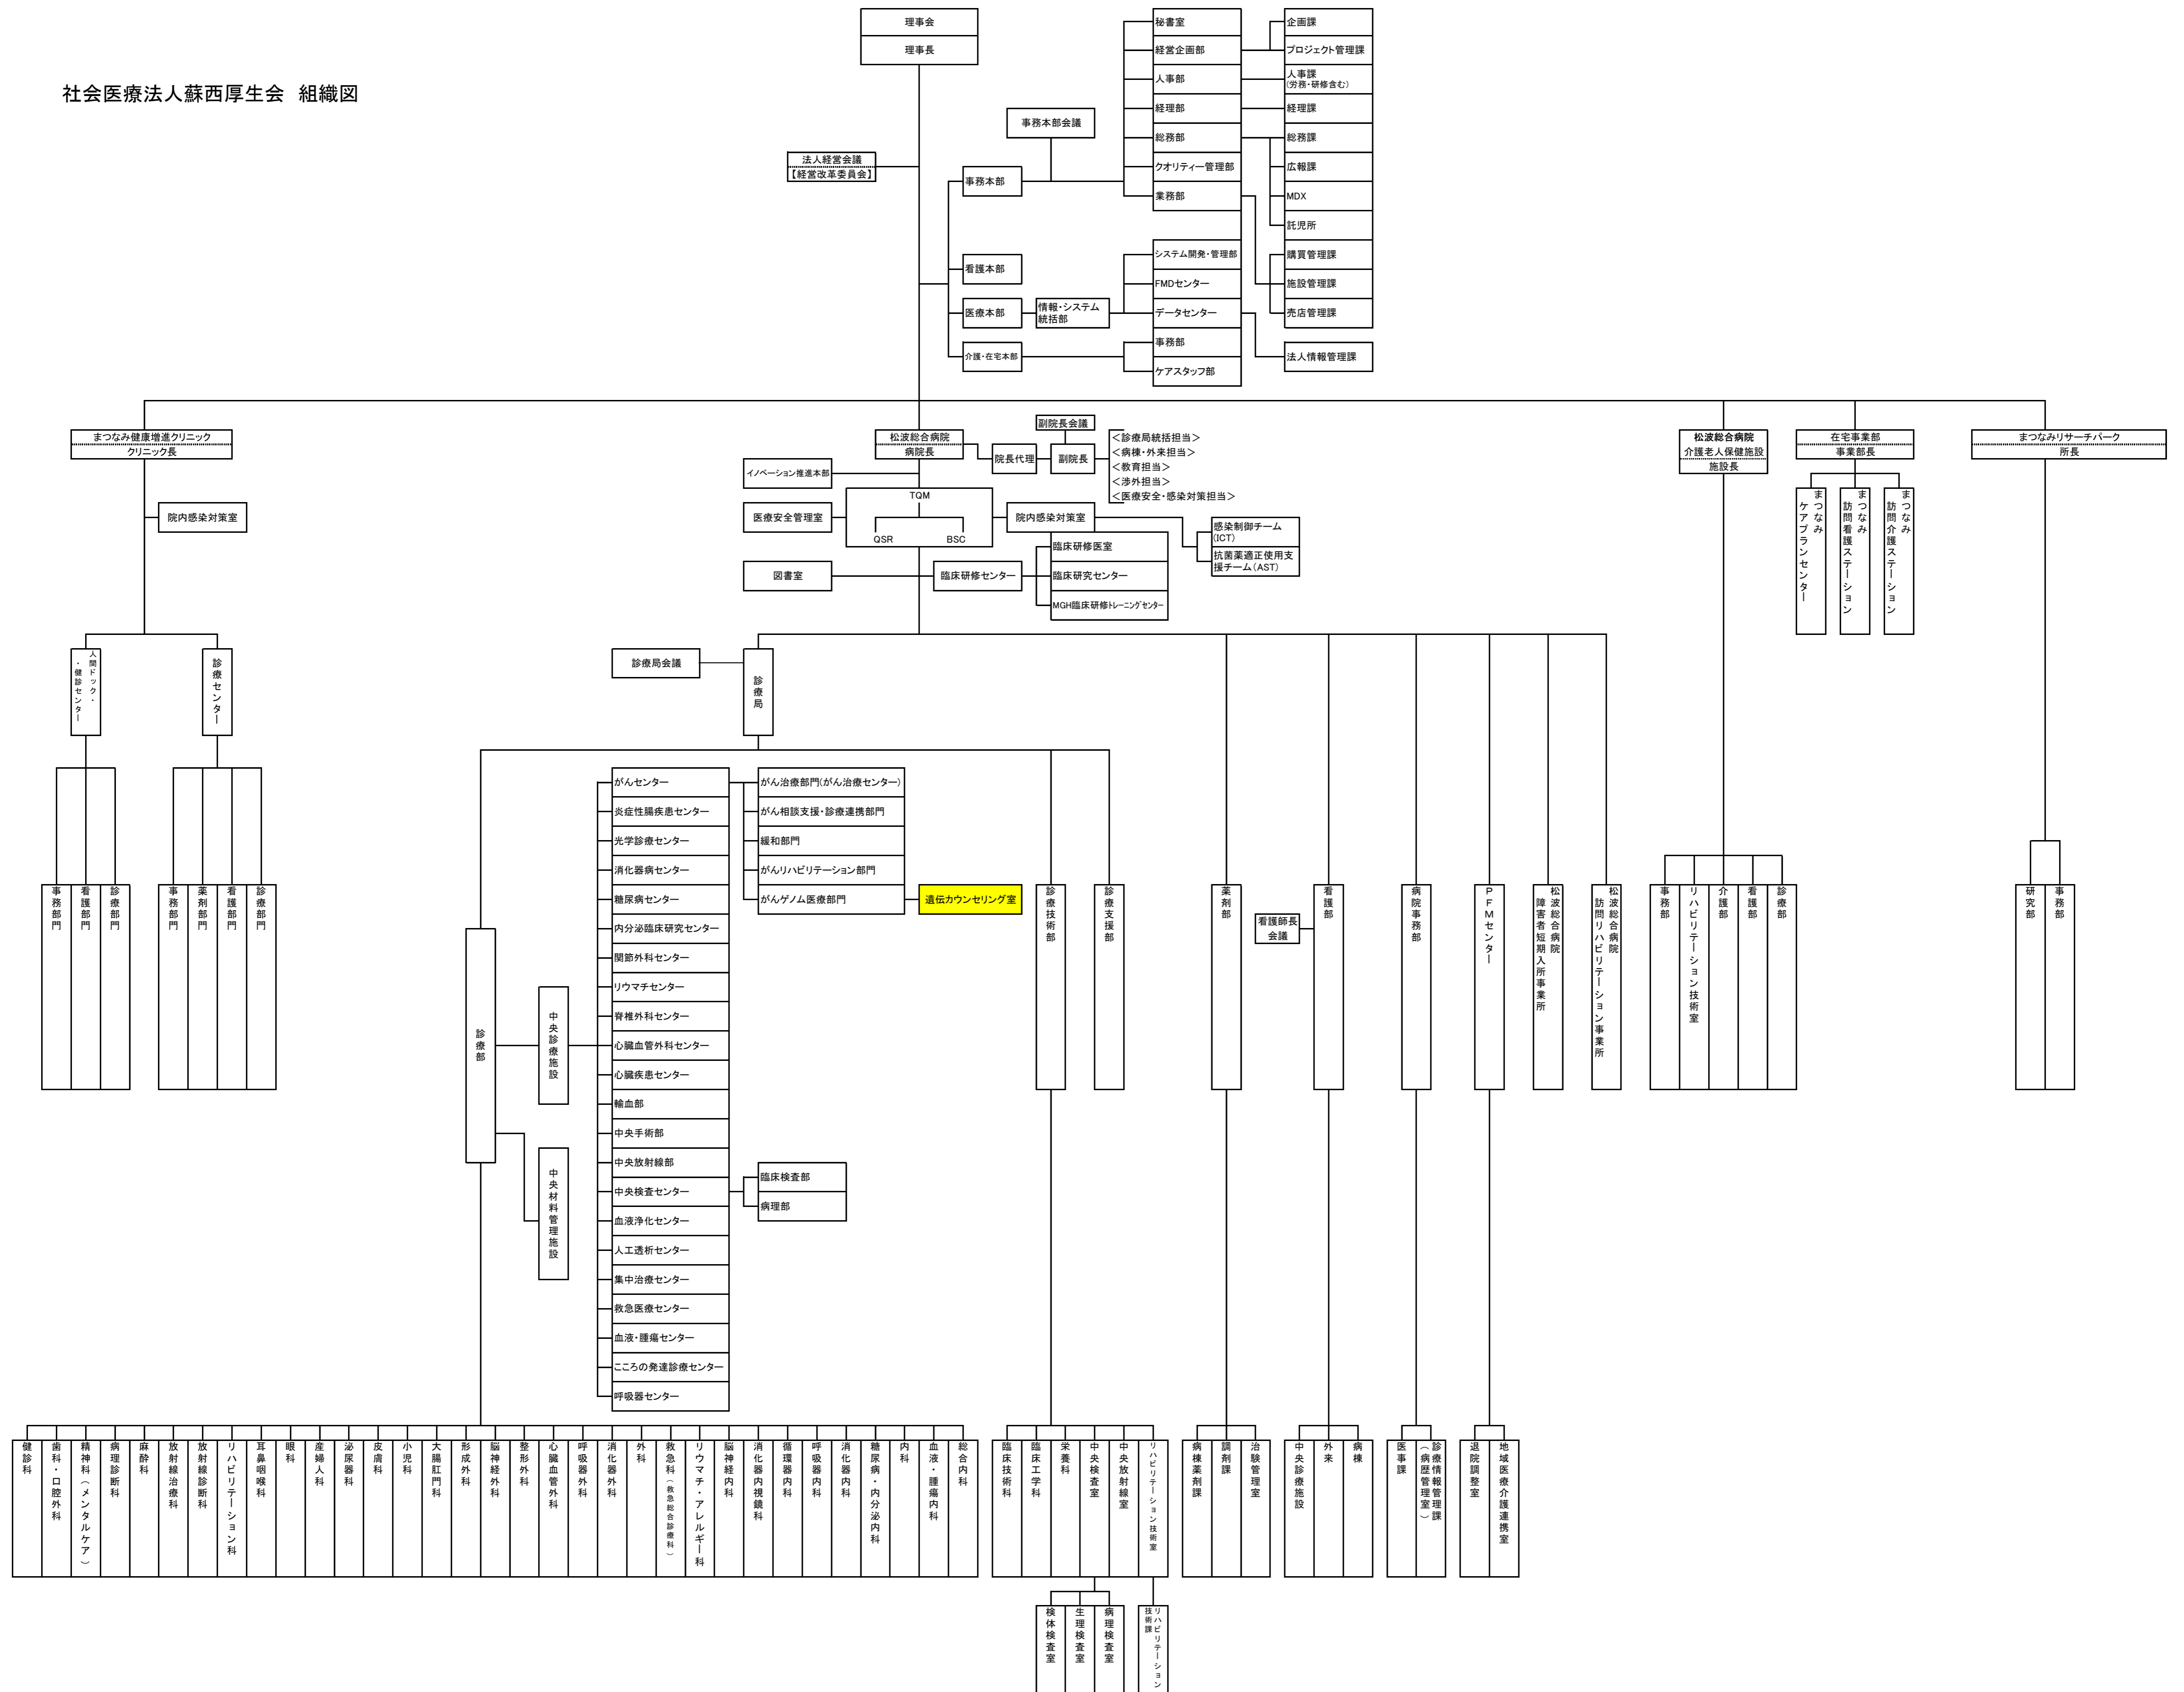 社会医療法人蘇西厚生会　組織図
理事会
理事長
法人経営会議
【経営改革委員会】
事務本部会議
事務本部
看護本部
医療本部
介護・在宅本部
情報・システム
統括部
秘書室
経営企画部
人事部
経理部
総務部
クオリティー管理部
業務部
システム開発・管理部
FMDセンター
データセンター
事務部
ケアスタッフ部
企画課
プロジェクト管理課
人事課
(労務・研修含む)
経理課
総務課
広報課
MDX
託児所
購買管理課
施設管理課
売店管理課
法人情報管理課
まつなみ健康増進クリニック
クリニック長
院内感染対策室
人間ドック・
・健診センター
診療センター
事務部門
看護部門
診療部門
事務部門
薬剤部門
看護部門
診療部門
松波総合病院
病院長
院長代理
副院長会議
副院長
＜診療局統括担当＞
＜病棟・外来担当＞
＜教育担当＞
＜渉外担当＞
＜医療安全・感染対策担当＞
イノベーション推進本部
医療安全管理室
TQM
QSR
BSC
院内感染対策室
感染制御チーム
(ICT)
抗菌薬適正使用支
援チーム(AST)
図書室
臨床研修センター
臨床研修医室
臨床研究センター
MGH臨床研修トレーニングセンター
松波総合病院
介護老人保健施設
施設長
在宅事業部
事業部長
まつなみ
ケアプランセンター
まつなみ
訪問看護ステーション
まつなみ
訪問介護ステーション
まつなみリサーチパーク
所長
診療局会議
診療局
診療部
中央診療施設
中央材料管理施設
がんセンター
炎症性腸疾患センター
光学診療センター
消化器病センター
糖尿病センター
内分泌臨床研究センター
関節外科センター
リウマチセンター
脊椎外科センター
心臓血管外科センター
心臓疾患センター
輸血部
中央手術部
中央放射線部
中央検査センター
血液浄化センター
人工透析センター
集中治療センター
救急医療センター
血液・腫瘍センター
こころの発達診療センター
呼吸器センター
がん治療部門(がん治療センター)
がん相談支援・診療連携部門
緩和部門
がんリハビリテーション部門
がんゲノム医療部門
遺伝カウンセリング室
臨床検査部
病理部
診療技術部
診療支援部
薬剤部
看護師長
会議
看護部
病院事務部
PFMセンター
松波総合病院
障害者短期入所事業所
松波総合病院
訪問リハビリテーション事業所
事務部
リハビリテーション技術室
介護部
看護部
診療部
研究部
事務部
健診科
歯科・口腔外科
精神科（メンタルケア）
病理診断科
麻酔科
放射線治療科
放射線診断科
リハビリテーション科
耳鼻咽喉科
眼科
産婦人科
泌尿器科
皮膚科
小児科
大腸肛門科
形成外科
脳神経外科
整形外科
心臓血管外科
呼吸器外科
消化器外科
外科
救急科（救急総合診療科）
リウマチ・アレルギー科
脳神経内科
消化器内視鏡科
循環器内科
呼吸器内科
消化器内科
糖尿病・内分泌内科
内科
血液・腫瘍内科
総合内科
臨床技術科
臨床工学科
栄養科
中央検査室
中央放射線室
リハビリテーション技術室
病棟薬剤課
調剤課
治験管理室
中央診療施設
外来
病棟
医事課
診療情報管理課
（病歴管理室）
退院調整室
地域医療介護連携室
検体検査室
生理検査室
病理検査室
リハビリテーション
技術課